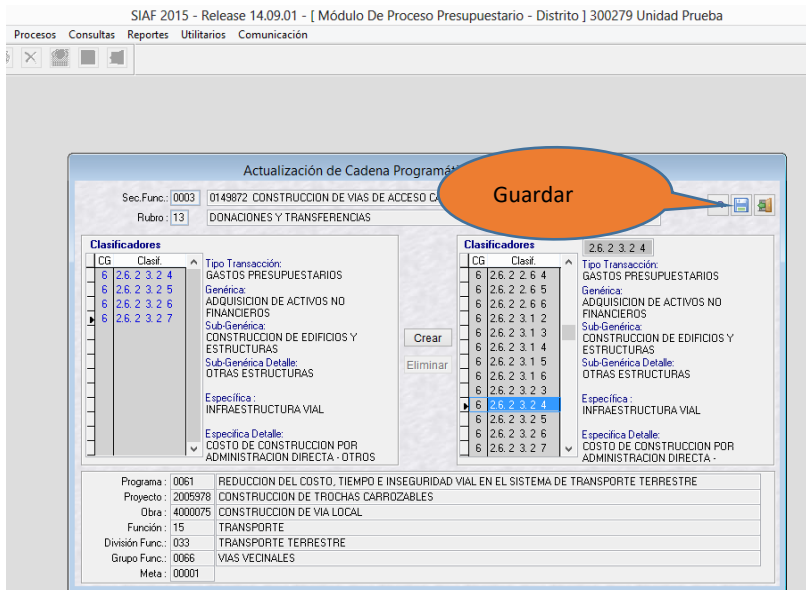 SIAF 2015 - Release 14.09.01 - [ Módulo De Proceso Presupuestario - Distrito ] 300279 Unidad Prueba
Procesos Consultas Reportes Utilitarios Comunicación
Actualización de Cadena
Guardar
Sec.Func.: 0003 0149872 CONSTRUCCION DE VIAS DE ACCESO
Rubro : 13 DONACIONES Y TRANSFERENCIAS
Clasificadores
CG Clasif.
6 2.6. 2 3. 2 4
6 2.6. 2 3. 2 5
6 2.6. 2 3. 2 6
6 2.6. 2 3. 2 7
Tipo Transacción:
GASTOS PRESUPUESTARIOS
Genérica:
ADQUISICION DE ACTIVOS NO
FINANCIEROS
Sub-Genérica:
CONSTRUCCION DE EDIFICIOS Y
ESTRUCTURAS
Sub-Genérica Detalle:
OTRAS ESTRUCTURAS
Específica :
INFRAESTRUCTURA VIAL
Especifica Detalle:
COSTO DE CONSTRUCCION POR
ADMINISTRACION DIRECTA - OTROS
Crear
Eliminar
Clasificadores
2.6. 2 3. 2 4
CG Clasif.
6 2.6. 2 2. 6 4
6 2.6. 2 2. 6 5
6 2.6. 2 2. 6 6
6 2.6. 2 3. 1 2
6 2.6. 2 3. 1 3
6 2.6. 2 3. 1 4
6 2.6. 2 3. 1 5
6 2.6. 2 3. 1 6
6 2.6. 2 3. 2 3
6 2.6. 2 3. 2 4
6 2.6. 2 3. 2 5
6 2.6. 2 3. 2 6
6 2.6. 2 3. 2 7
Tipo Transacción:
GASTOS PRESUPUESTARIOS
Genérica:
ADQUISICION DE ACTIVOS NO
FINANCIEROS
Sub-Genérica:
CONSTRUCCION DE EDIFICIOS Y
ESTRUCTURAS
Sub-Genérica Detalle:
OTRAS ESTRUCTURAS
Específica :
INFRAESTRUCTURA VIAL
Especifica Detalle:
COSTO DE CONSTRUCCION POR
ADMINISTRACION DIRECTA -
Programa : 0061 REDUCCION DEL COSTO, TIEMPO E INSEGURIDAD VIAL EN EL SISTEMA DE TRANSPORTE TERRESTRE
Proyecto : 2005978 CONSTRUCCION DE TROCHAS CARROZABLES
Obra : 4000075 CONSTRUCCION DE VIA LOCAL
Función : 15 TRANSPORTE
División Func.: 033 TRANSPORTE TERRESTRE
Grupo Func.: 0066 VIAS VECINALES
Meta : 00001